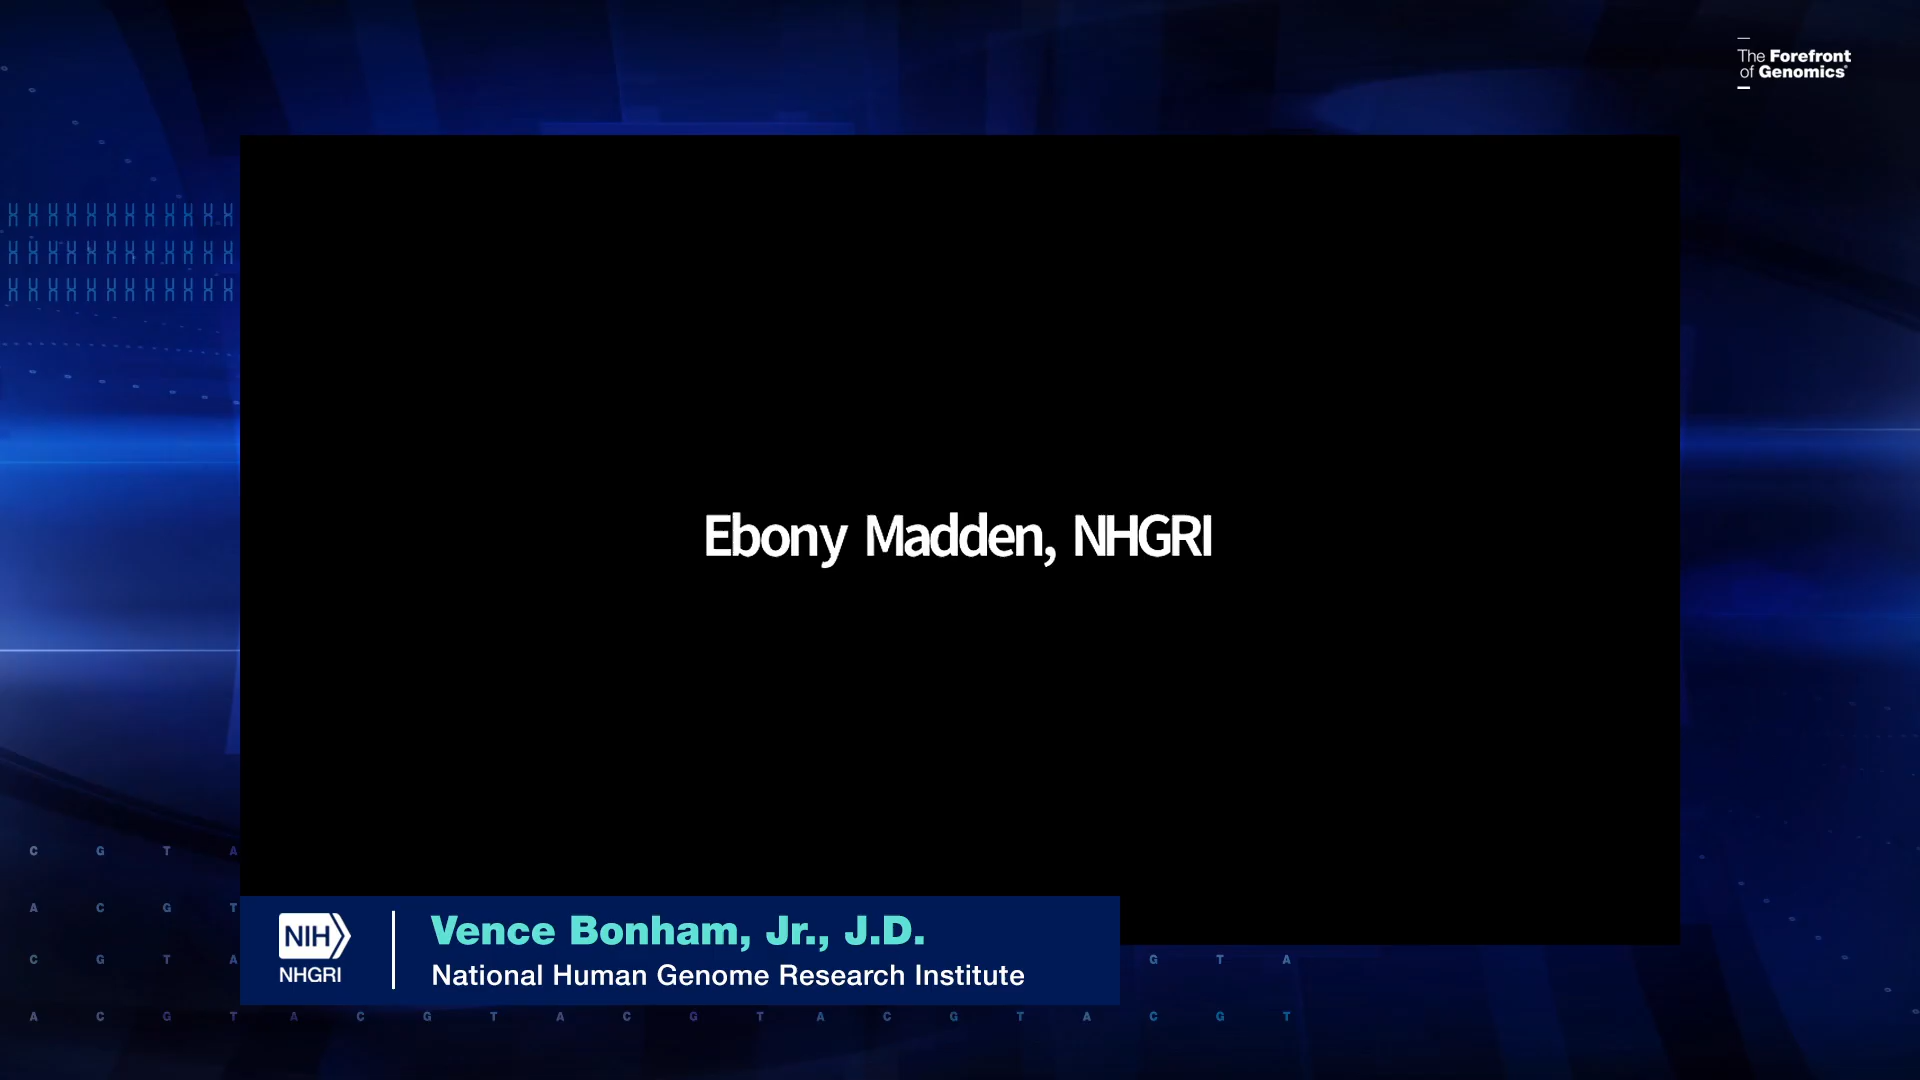 The Forefront
of Genomics®
Ebony Madden, NHGRI
C G T A
A C G T
C G T A
G T A
NIH
NHGRI
Vence Bonham, Jr., J.D.
National Human Genome Research Institute
A C G T A C G T A C G T A C G T A C G T